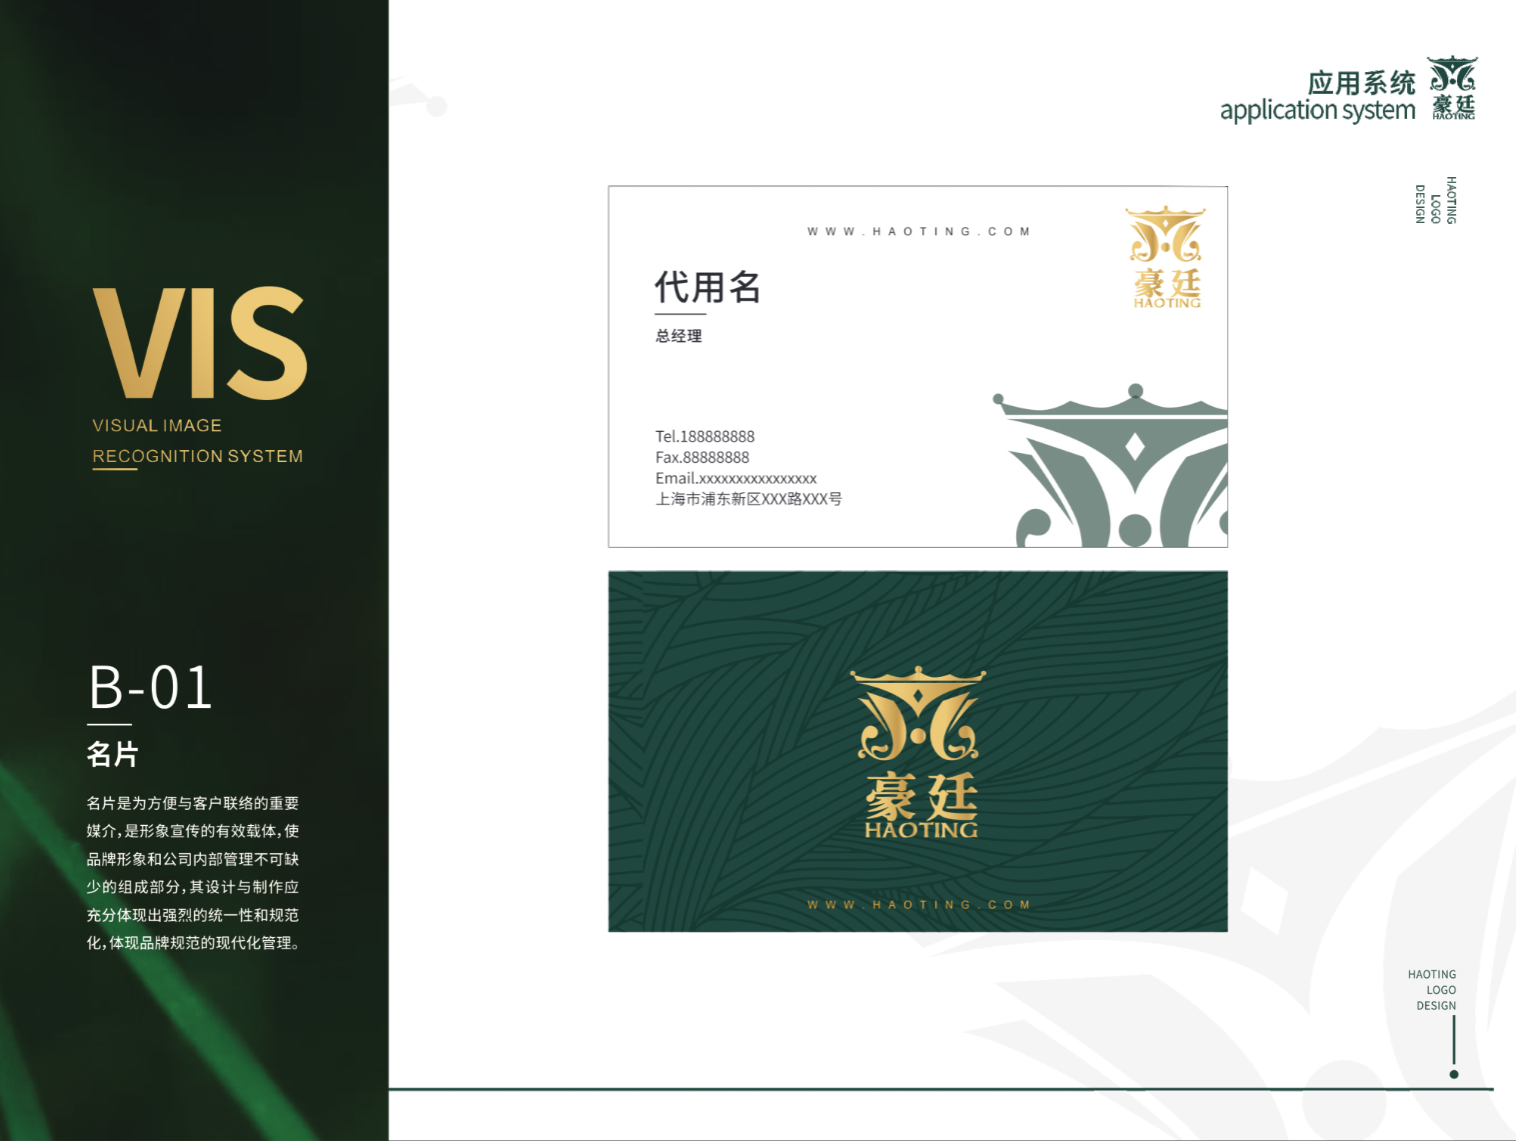 VIS
VISUAL IMAGE
RECOGNITION SYSTEM
B-01
名片
名片是为方便与客户联络的重要
媒介,是形象宣传的有效载体,使
品牌形象和公司内部管理不可缺
少的组成部分,其设计与制作应
充分体现出强烈的统一性和规范
化,体现品牌规范的现代化管理。
应用系统
application system
豪廷
HAOTING
HAOTING
LOGO
DESIGN
WWW.HAOTING.COM
豪廷
HAOTING
代用名
总经理
Tel.188888888
Fax.88888888
Email.xxxxxxxxxxxxxxxx
上海市浦东新区XXX路XXX号
豪廷
HAOTING
WWW.HAOTING.COM
HAOTING
LOGO
DESIGN